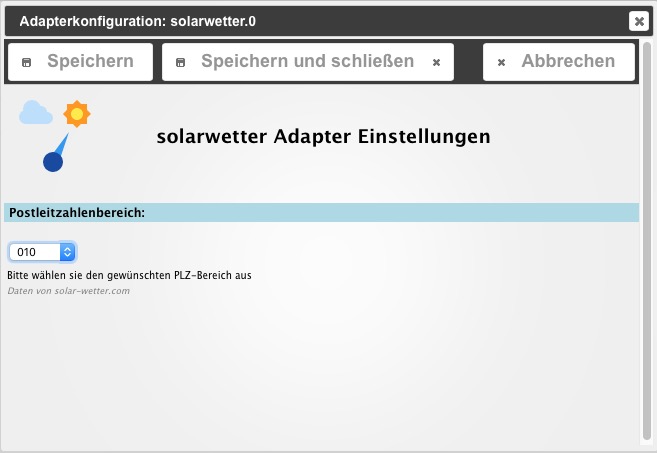 Adapterkonfiguration: solarwetter.0
Speichern
Speichern und schließen
Abbrechen
solarwetter Adapter Einstellungen
Postleitzahlenbereich:
010
Bitte wählen sie den gewünschten PLZ-Bereich aus
Daten von solar-wetter.com